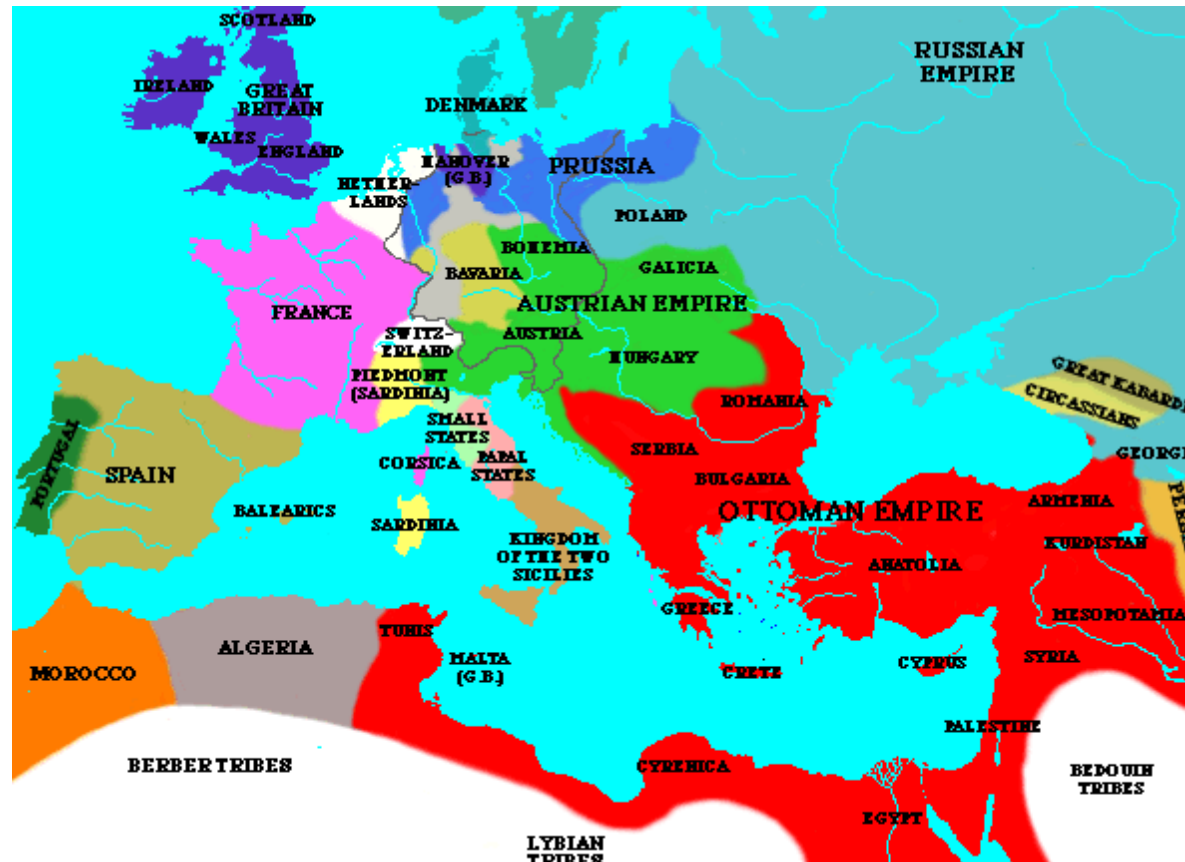 SCOTLAND
RUSSIAN
EMPIRE
IRELAND
GREAT
BRITAIN
DENMARK
WALES
ENGLAND
HANOVER
(G.B.)
PRUSSIA
NETHER-
LANDS
POLAND
BOHEMIA
BAVARIA
GALICIA
FRANCE
AUSTRIAN EMPIRE
SWITZ-
ERLAND
AUSTRIA
HUNGARY
PIEDMONT
(SARDINIA)
GREAT KABARD
CIRCASSIANS
ROMANIA
PORTUGAL
SPAIN
SMALL
STATES
CORSICA
PAPAL
STATES
SERBIA
BULGARIA
GEORG
BALEARICS
SARDINIA
KINGDOM
OF THE TWO
SICILIES
OTTOMAN EMPIRE
ARMENIA
KURDISTAN
ANATOLIA
GREECE
MESOPOTAMIA
ALGERIA
TUNIS
MALTA
(G.B.)
MOROCCO
CRETE
CYPRUS
SYRIA
PALESTINE
BERBER TRIBES
CYRENICA
BEDOUIN
TRIBES
EGYPT
LYBIAN
TRIBES